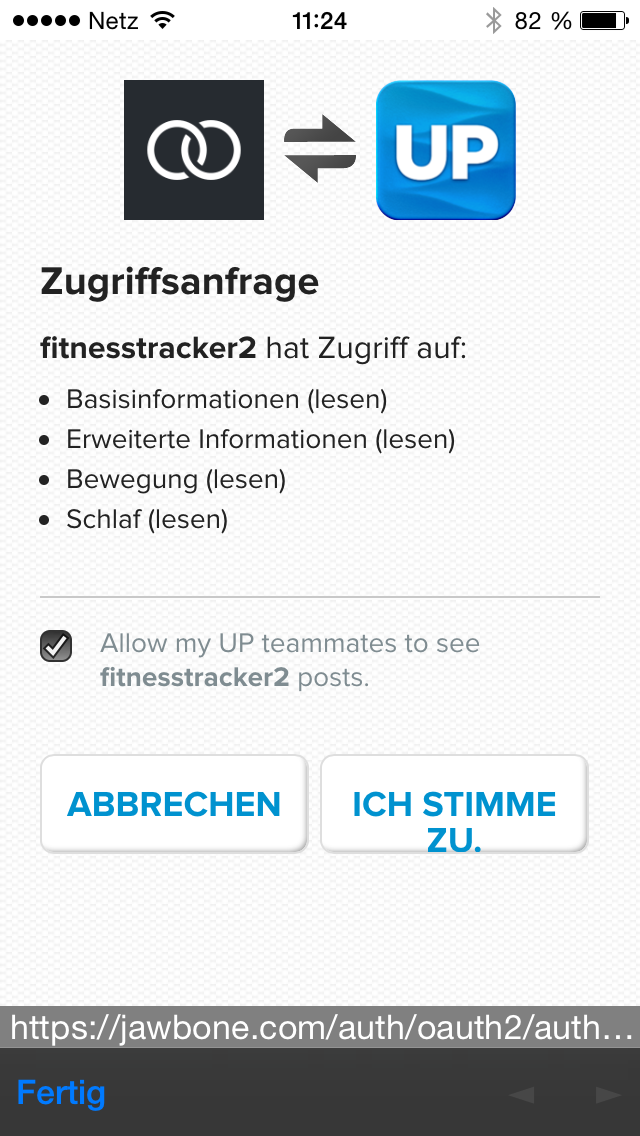 Netz 11:24 82 %
UP
Zugriffsanfrage
fitnesstracker2 hat Zugriff auf:
• Basisinformationen (lesen)
• Erweiterte Informationen (lesen)
• Bewegung (lesen)
• Schlaf (lesen)
Allow my UP teammates to see
fitnesstracker2 posts.
ABBRECHEN
ICH STIMME
ZU.
https://jawbone.com/auth/oauth2/auth...
Fertig